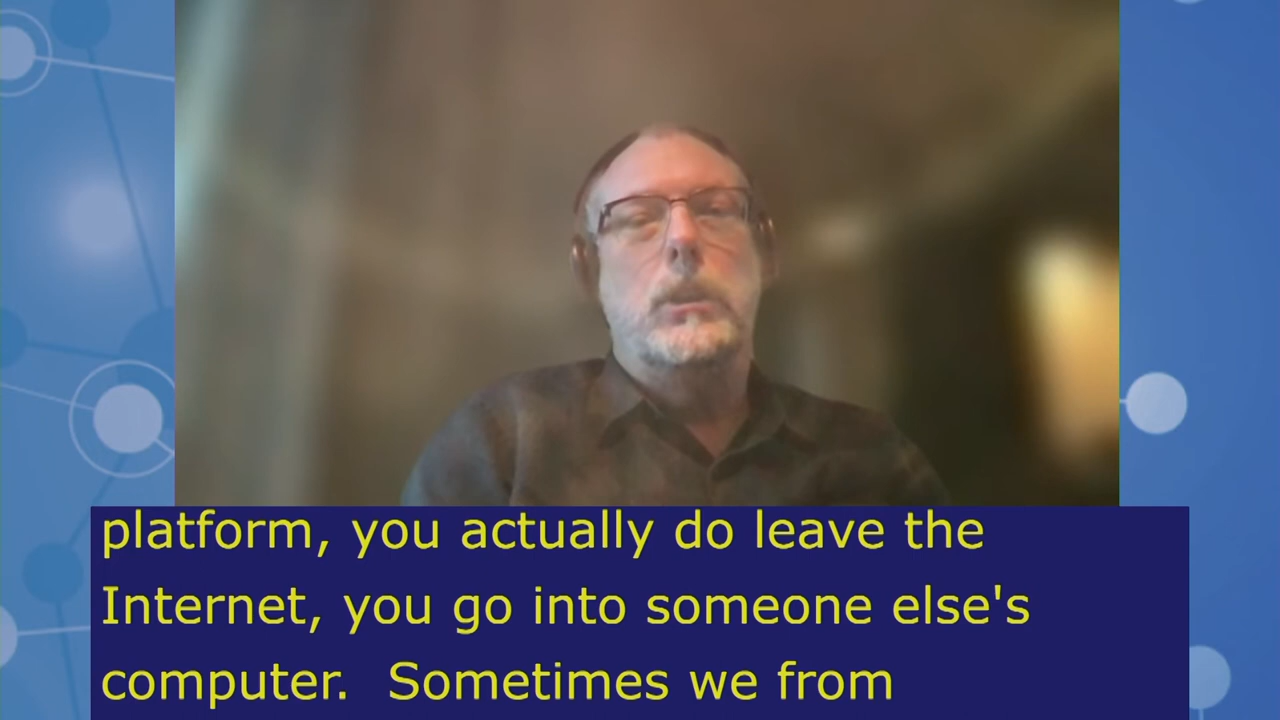 platform, you actually do leave the
Internet, you go into someone else's
computer.  Sometimes we from